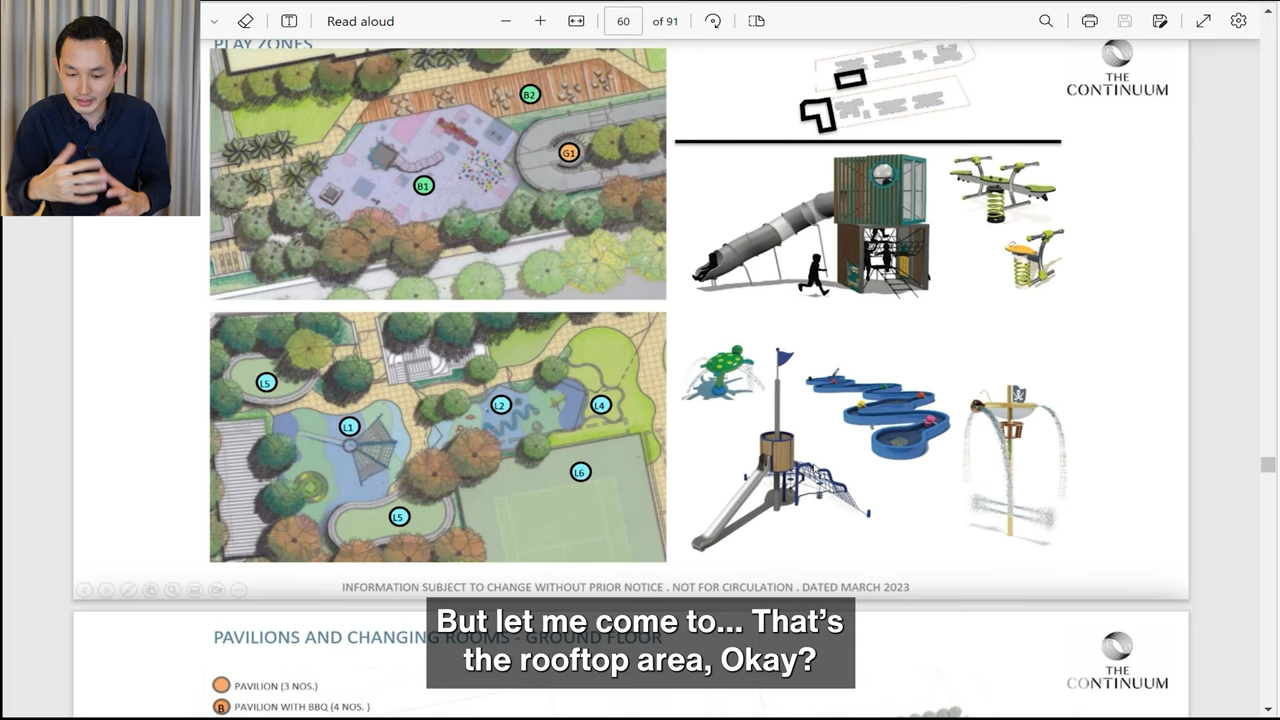 Read aloud
60
of 91
PLAY ZONES
THE
CONTINUUM
B2
G1
B1
L5
L2
L4
L1
L6
L5
INFORMATION SUBJECT TO CHANGE WITHOUT PRIOR NOTICE . NOT FOR CIRCULATION . DATED MARCH 2023
But let me come to... That's
the rooftop area, Okay?
PAVILIONS AND CHANGING ROOMS - GROUND FLOOR
THE
CONTINUUM
PAVILION (3 NOS.)
B
PAVILION WITH BBQ (4 NOS. )